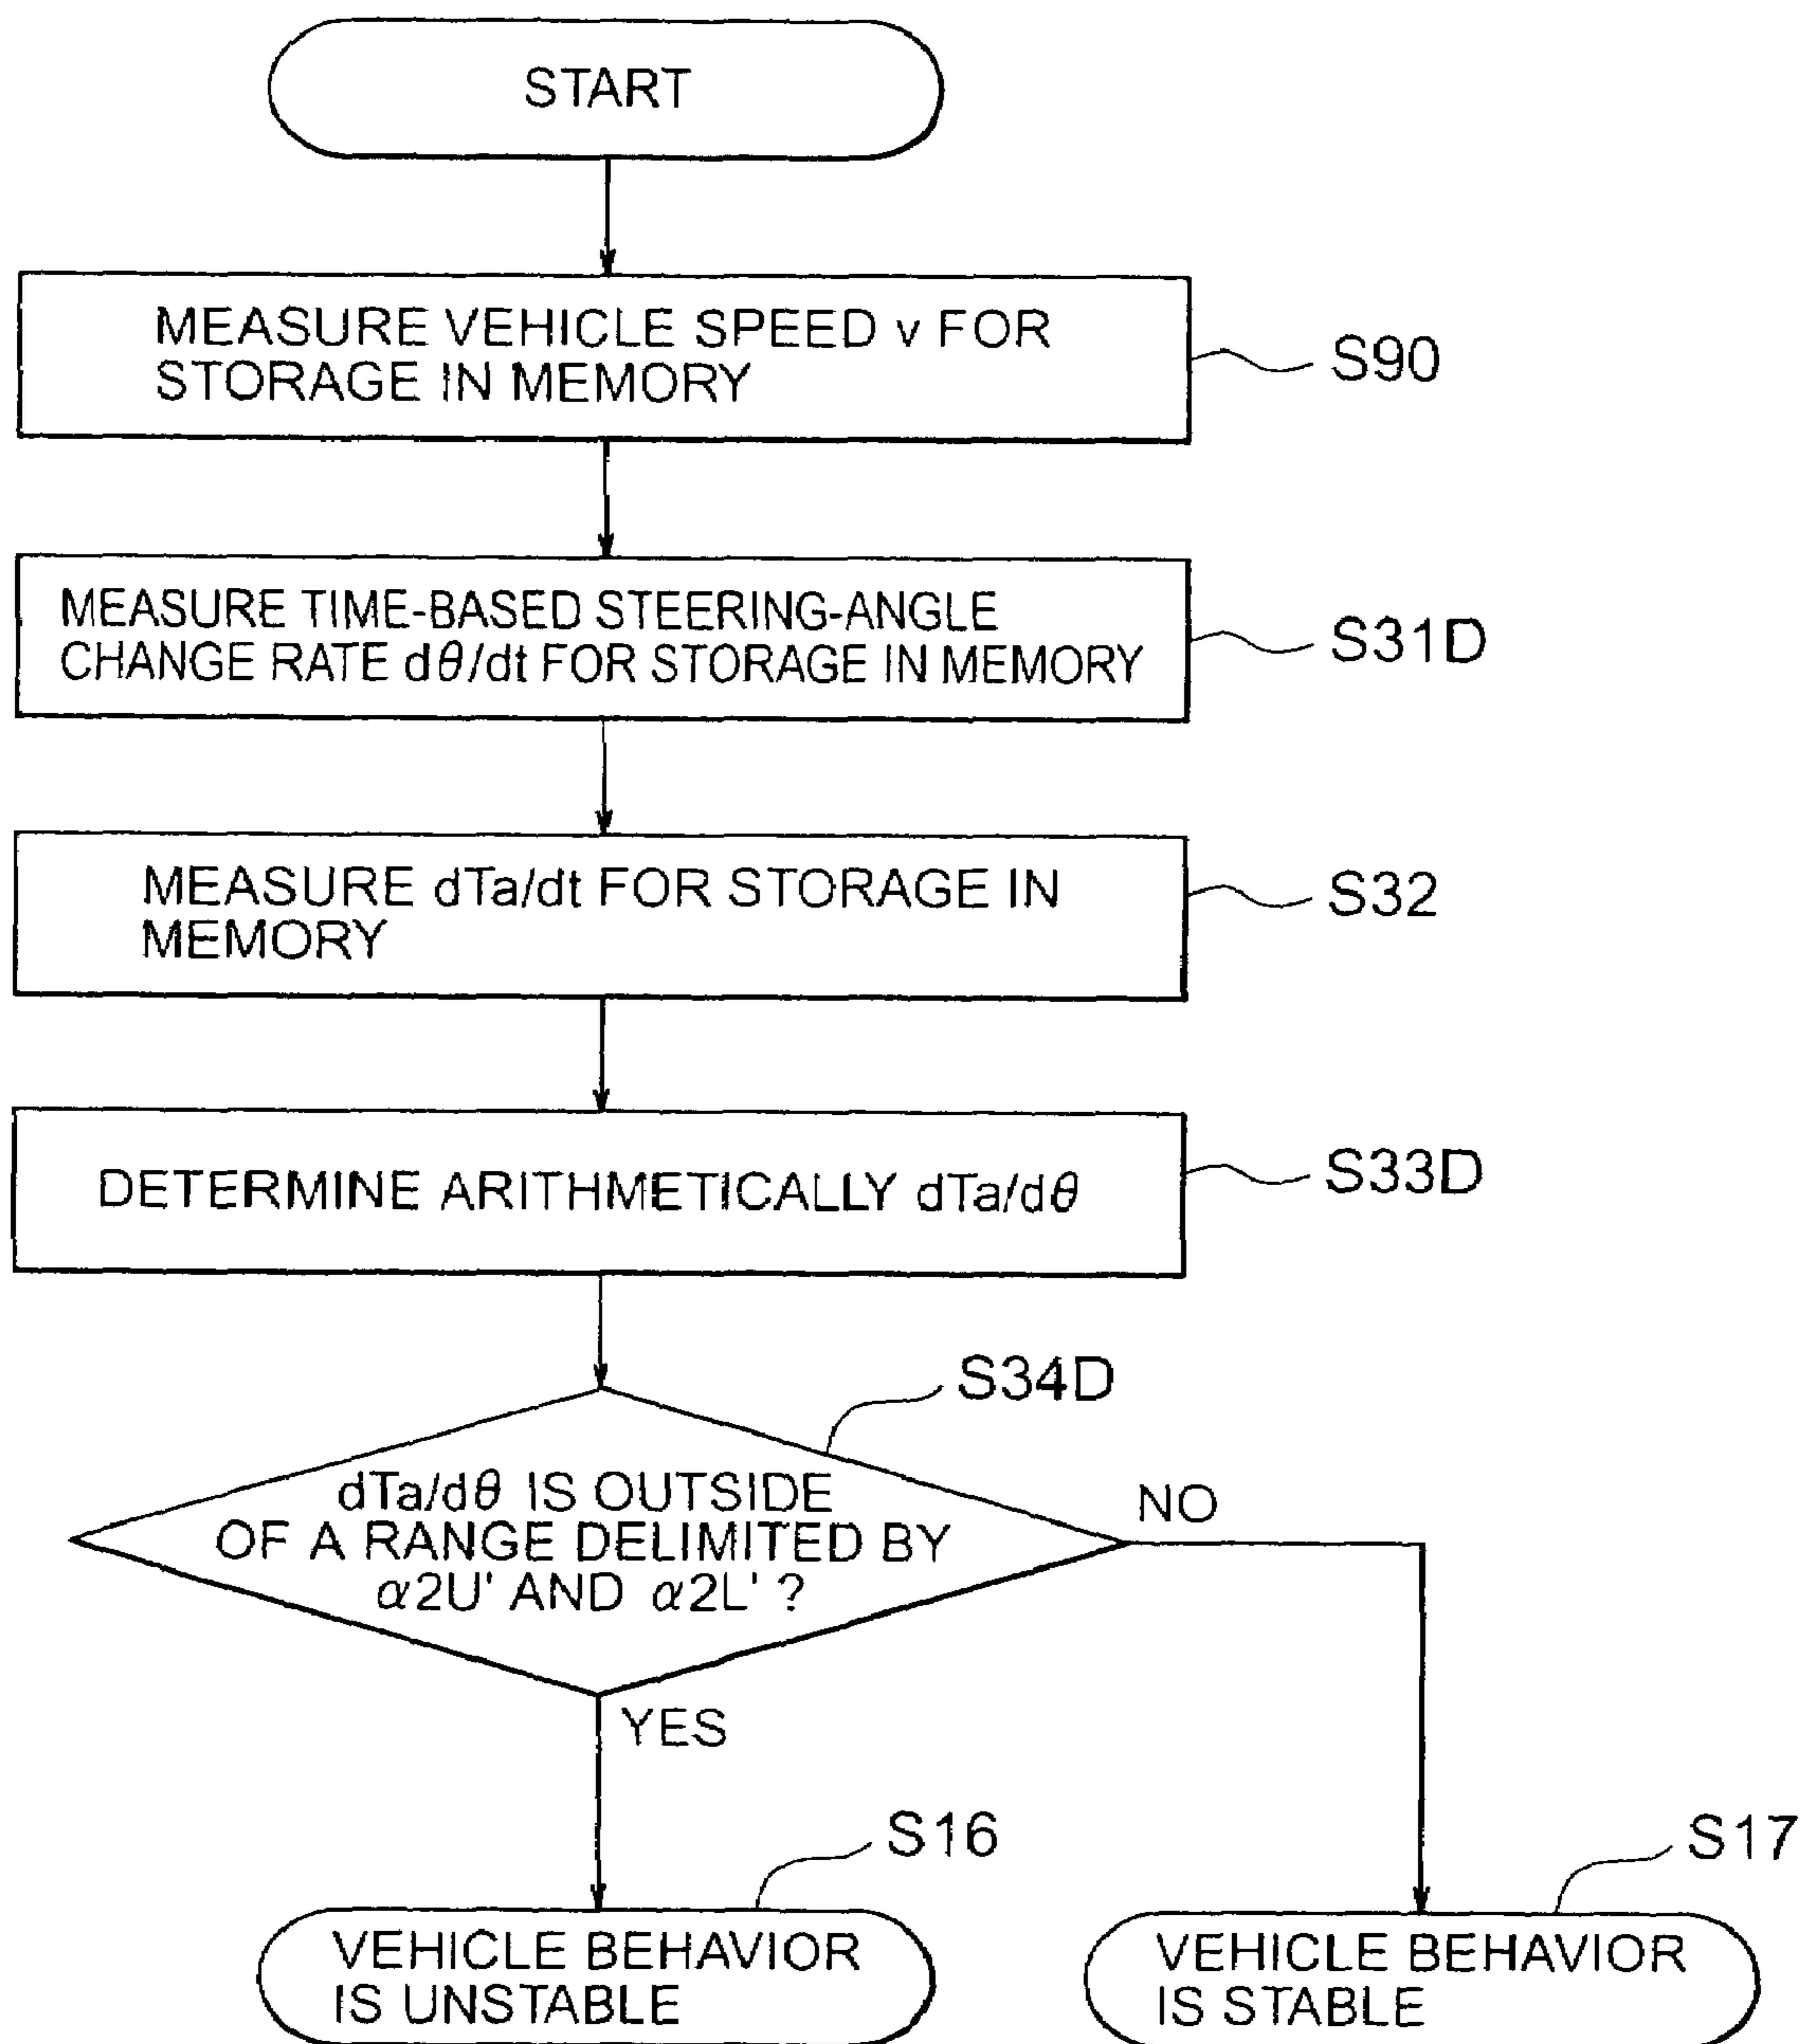 START
MEASURE VEHICLE SPEED v FOR
STORAGE IN MEMORY
S90
MEASURE TIME-BASED STEERING-ANGLE
CHANGE RATE dθ/dt FOR STORAGE IN MEMORY
S31D
MEASURE dTa/dt FOR STORAGE IN
MEMORY
S32
DETERMINE ARITHMETICALLY dTa/dθ
S33D
S34D
dTa/dθ IS OUTSIDE
OF A RANGE DELIMITED BY
α2U' AND α2L' ?
NO
YES
S16
S17
VEHICLE BEHAVIOR
IS UNSTABLE
VEHICLE BEHAVIOR
IS STABLE